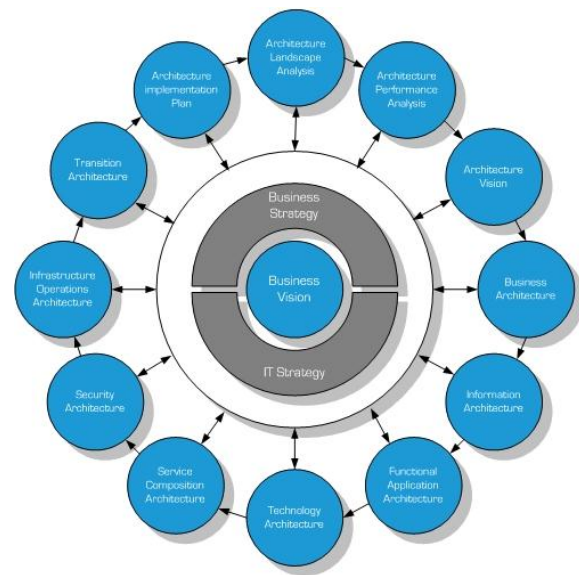 Architecture
Landscape
Analysis
Architecture
Performance
Analysis
Architecture
Vision
Business
Architecture
Information
Architecture
Functional
Application
Architecture
Technology
Architecture
Service
Composition
Architecture
Security
Architecture
Infrastructure
Operations
Architecture
Transition
Architecture
Architecture
implementation
Plan
Business
Strategy
Business
Vision
IT Strategy